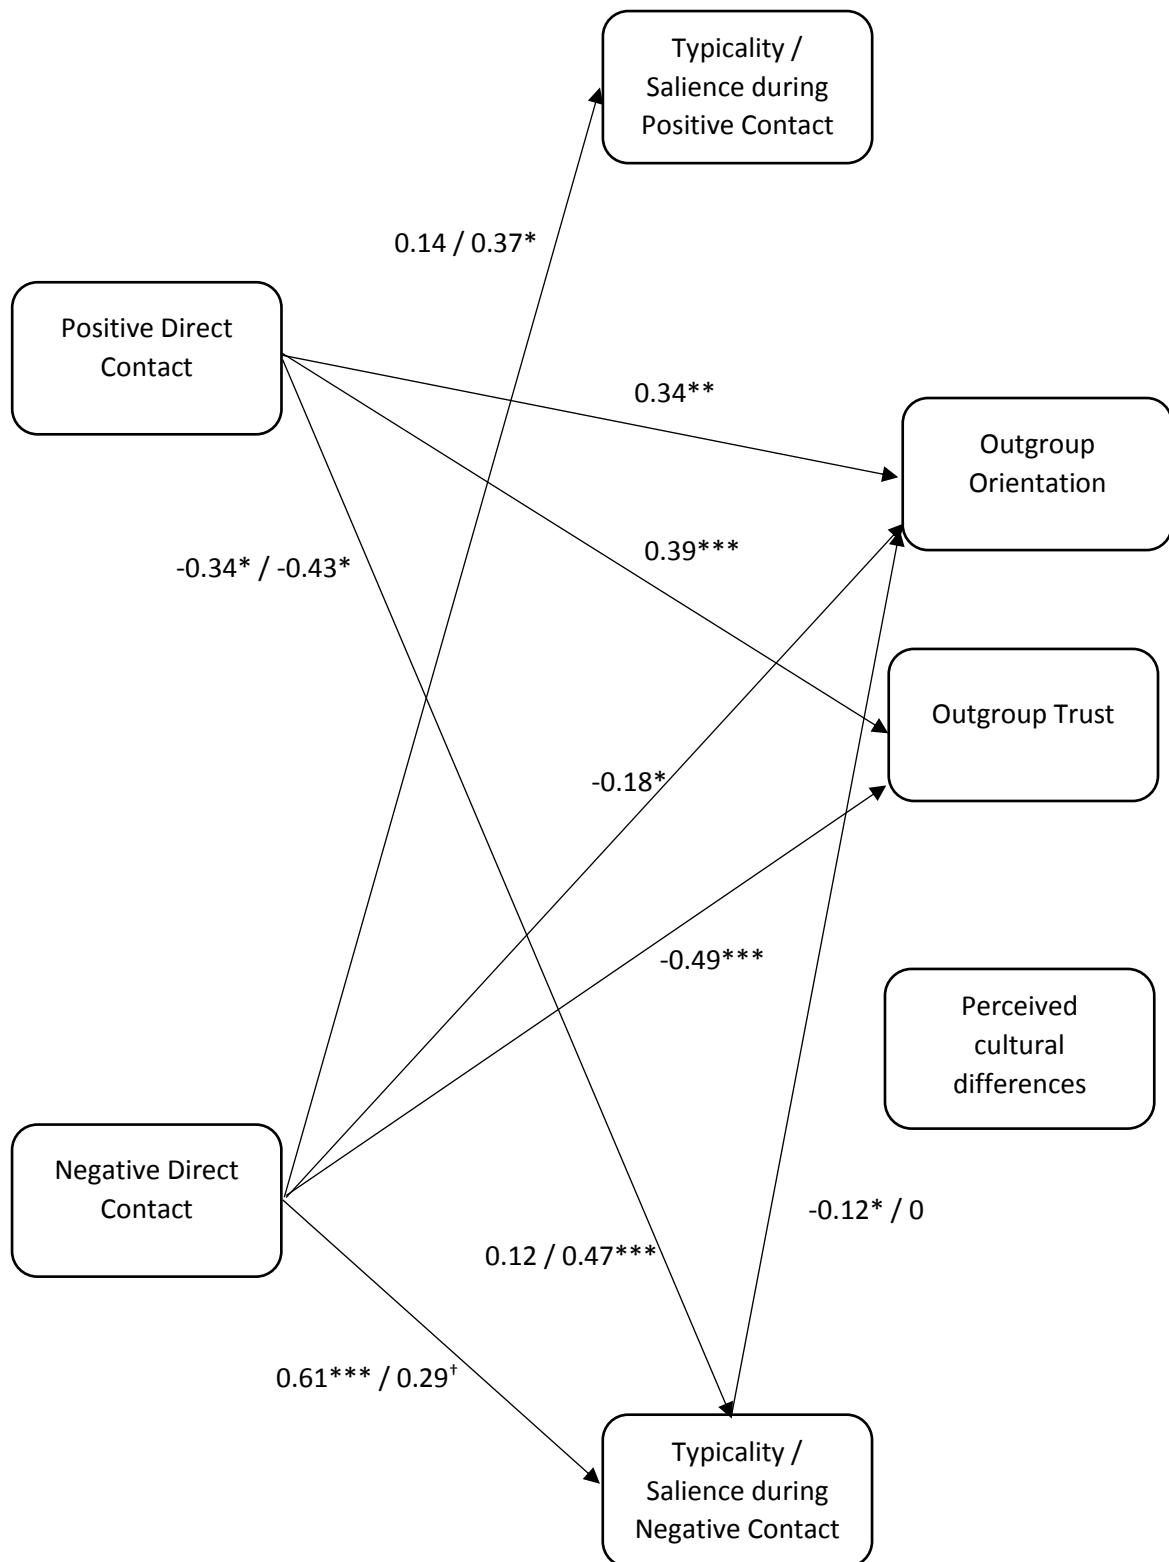 Typicality /
Salience during
Positive Contact
0.14 / 0.37*
Positive Direct
Contact
0.34**
Outgroup
Orientation
-0.34* / -0.43*
0.39***
Outgroup Trust
-0.18*
-0.49***
Perceived
cultural
differences
Negative Direct
Contact
-0.12* / 0
0.12 / 0.47***
0.61*** / 0.29†
Typicality /
Salience during
Negative Contact